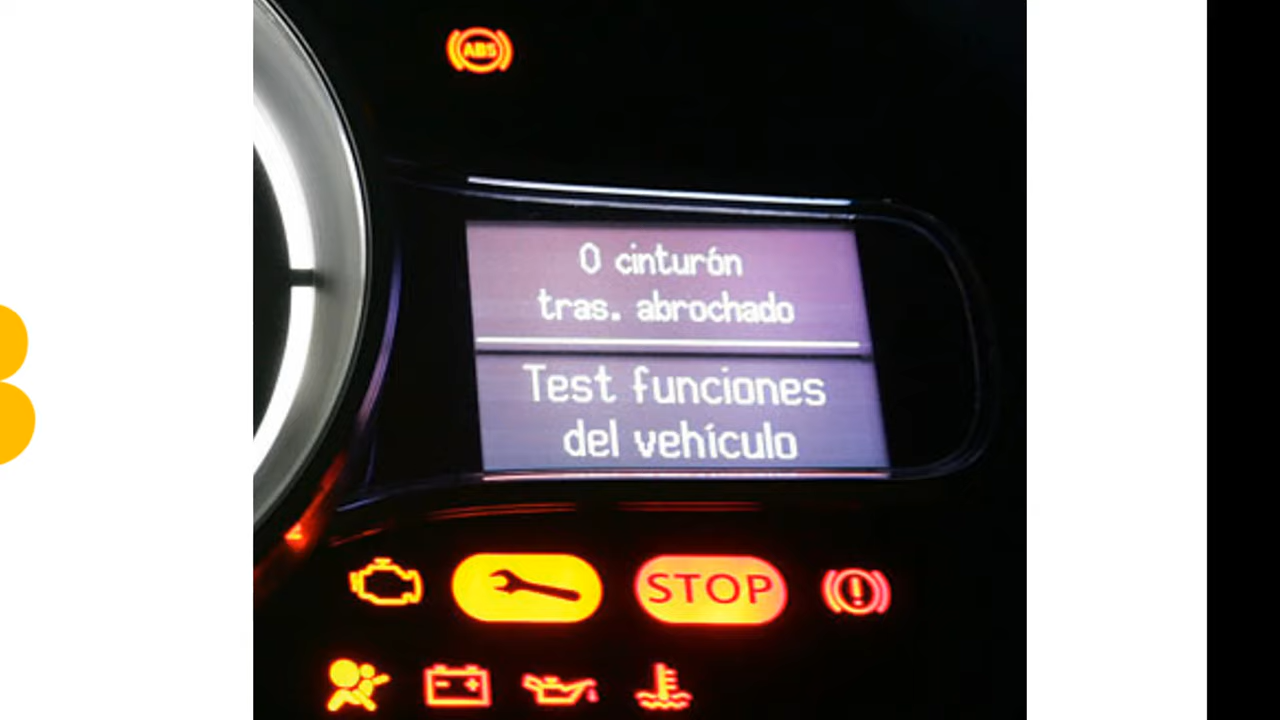 ABS
0 cinturón
tras. abrochado
Test funciones
del vehículo
STOP